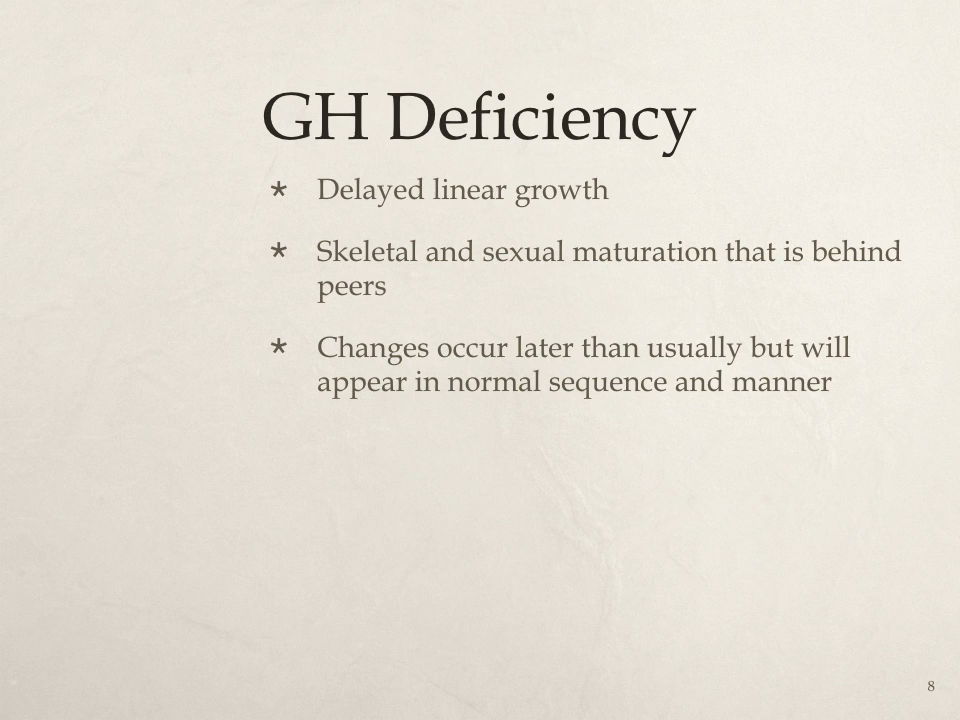 GH Deficiency
* Delayed linear growth
* Skeletal and sexual maturation that is behind
peers
* Changes occur later than usually but will
appear in normal sequence and manner
8